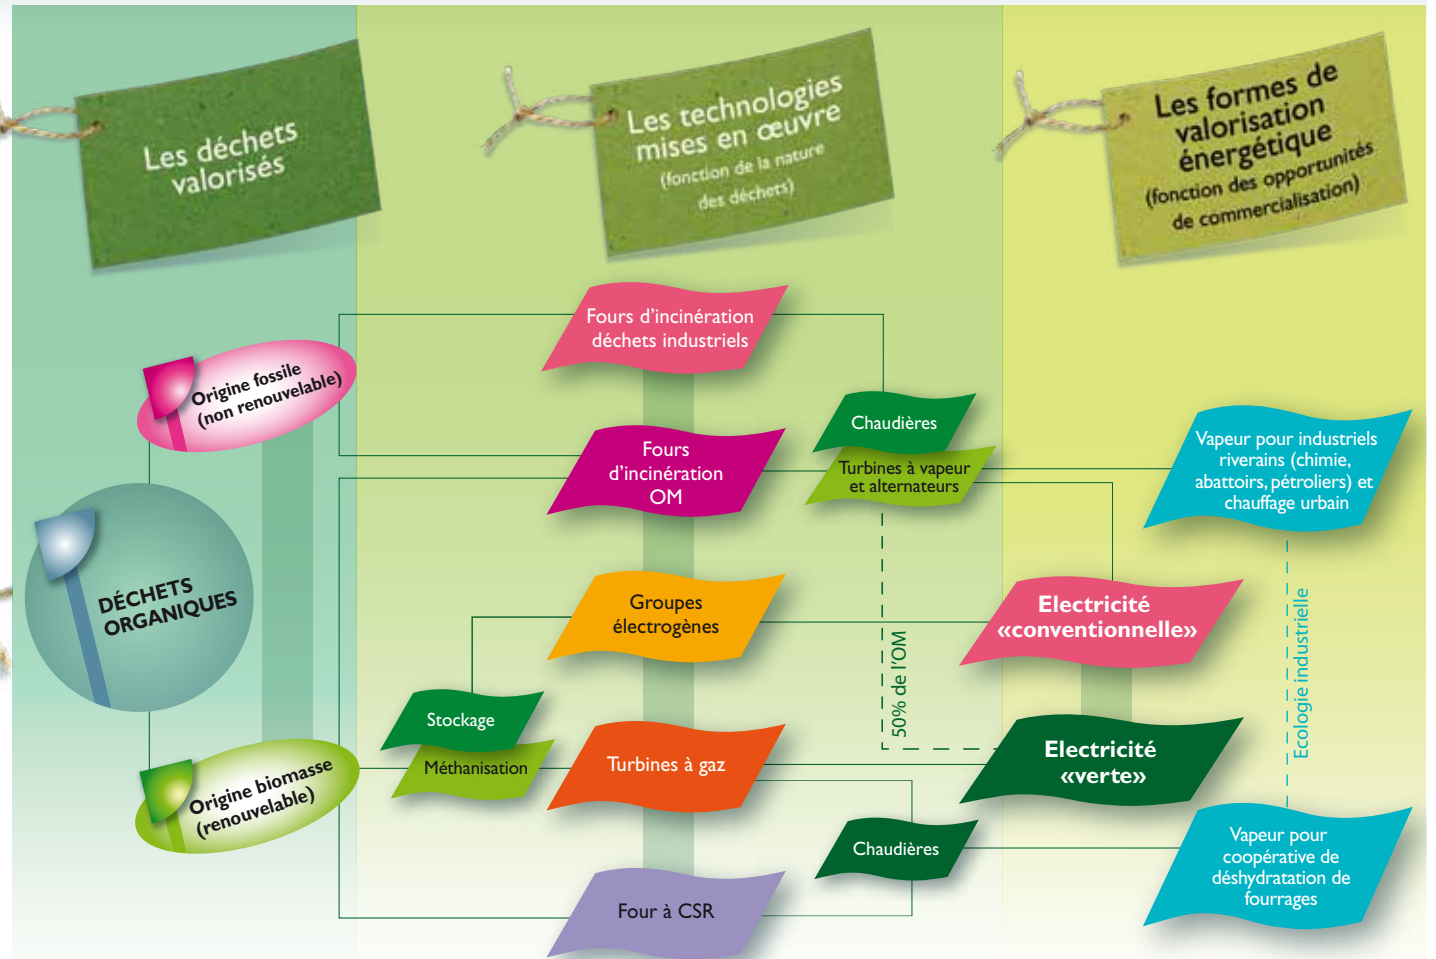 Les déchets
valorisés
Les technologies
mises en œuvre
(fonction de la nature
des déchets)
Les formes de
valorisation
énergétique
(fonction des opportunités
de commercialisation)
Fours d’incinération
déchets industriels
Origine fossile
(non renouvelable)
Chaudières
Turbines à vapeur
et alternateurs
Fours
d’incinération
OM
Vapeur pour industriels
riverains (chimie,
abattoirs, pétroliers) et
chauffage urbain
DÉCHETS
ORGANIQUES
Groupes
électrogènes
Electricité
«conventionnelle»
50% de l’OM
Ecologie industrielle
Stockage
Méthanisation
Turbines à gaz
Electricité
«verte»
Origine biomasse
(renouvelable)
Chaudières
Vapeur pour
coopérative de
déshydratation de
fourrages
Four à CSR